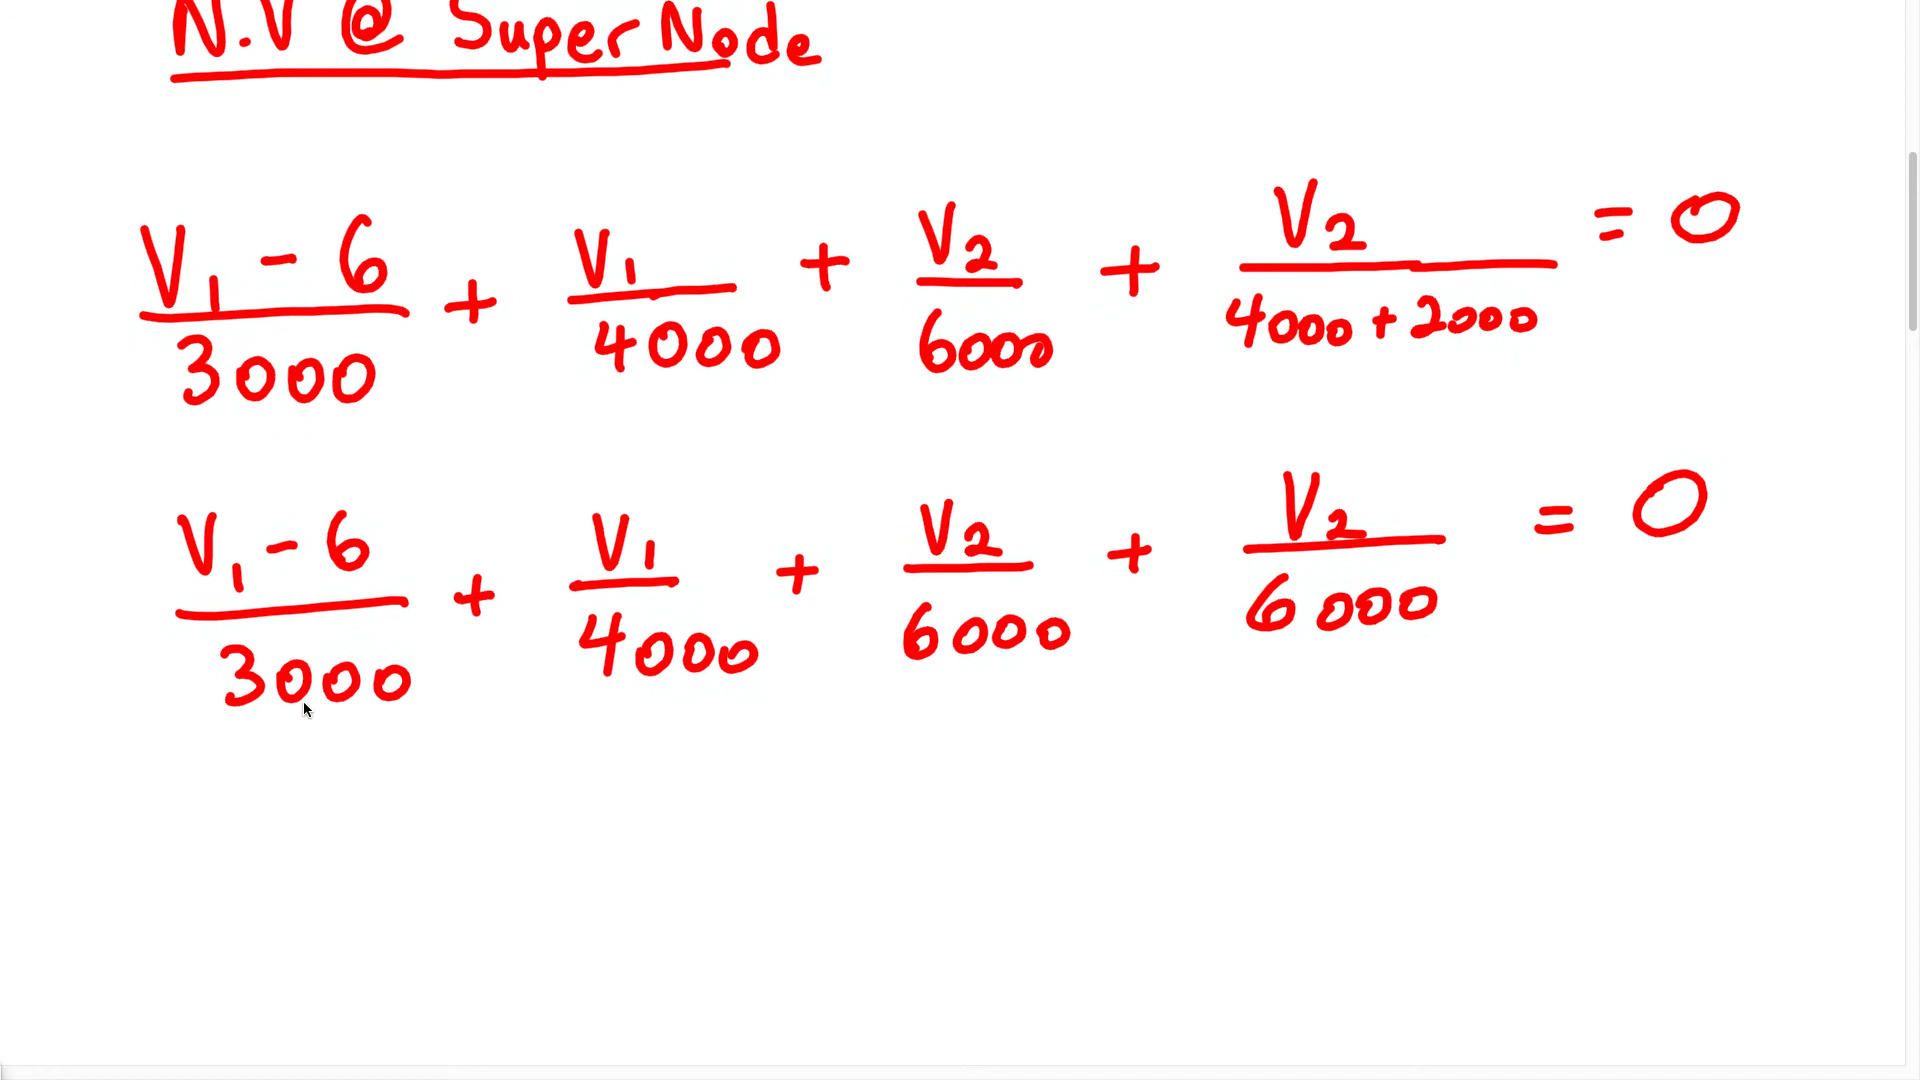 N.V @ Super Node
V₁ - 6 / 3000 + V₁ / 4000 + V₂ / 6000 + V₂ / 4000 + 2000 = 0
V₁ - 6 / 3000 + V₁ / 4000 + V₂ / 6000 + V₂ / 6000 = 0